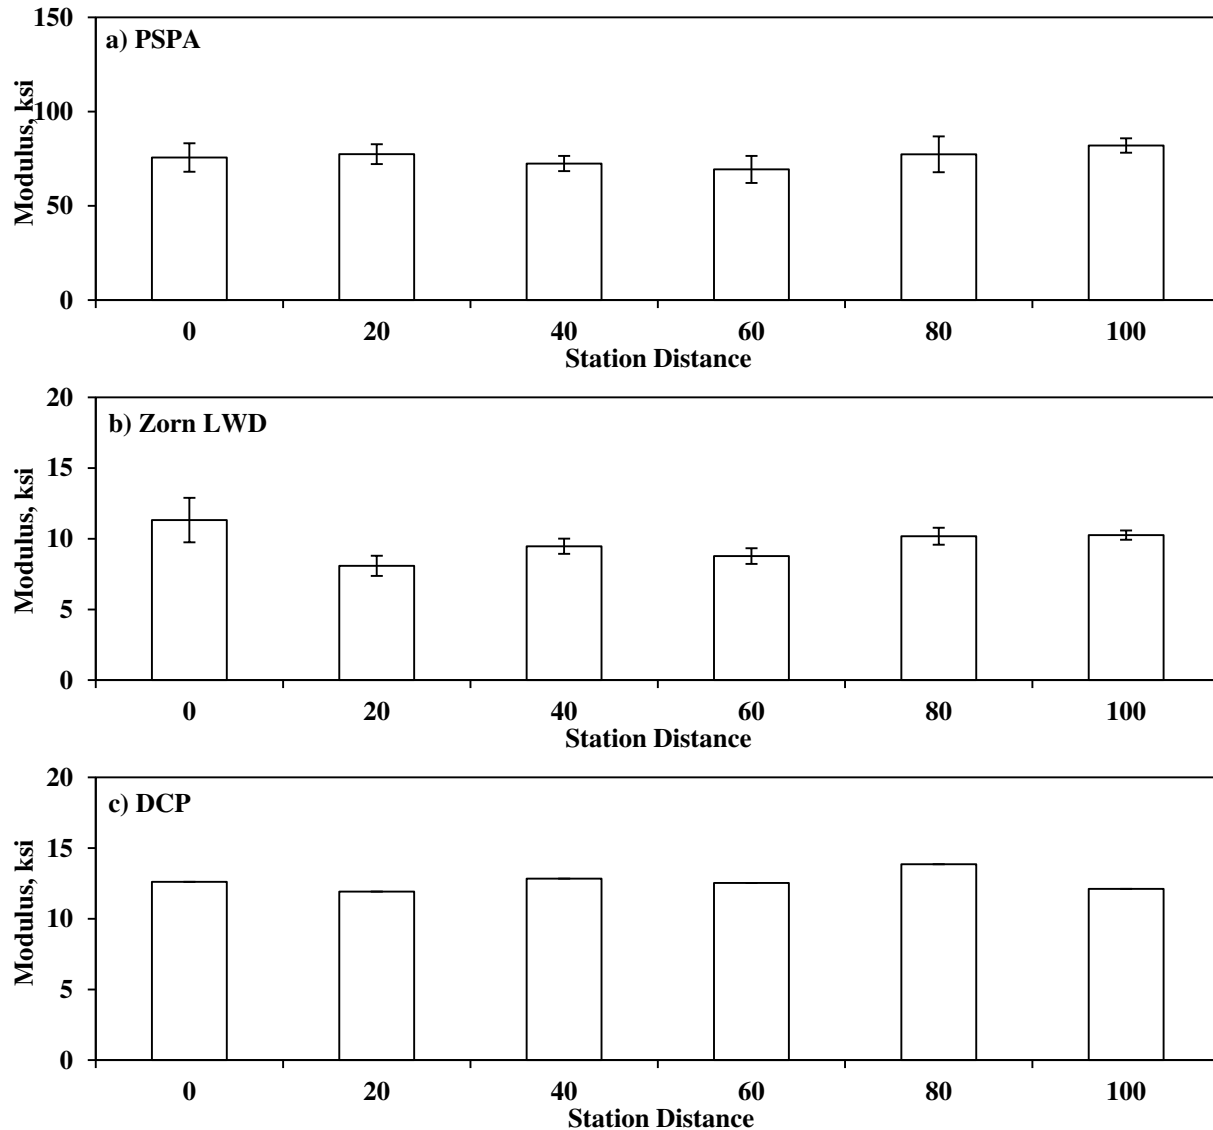 a) PSPA
Modulus, ksi
150
100
50
0
0 20 40 60 80 100
Station Distance
b) Zorn LWD
Modulus, ksi
20
15
10
5
0
0 20 40 60 80 100
Station Distance
c) DCP
Modulus, ksi
20
15
10
5
0
0 20 40 60 80 100
Station Distance